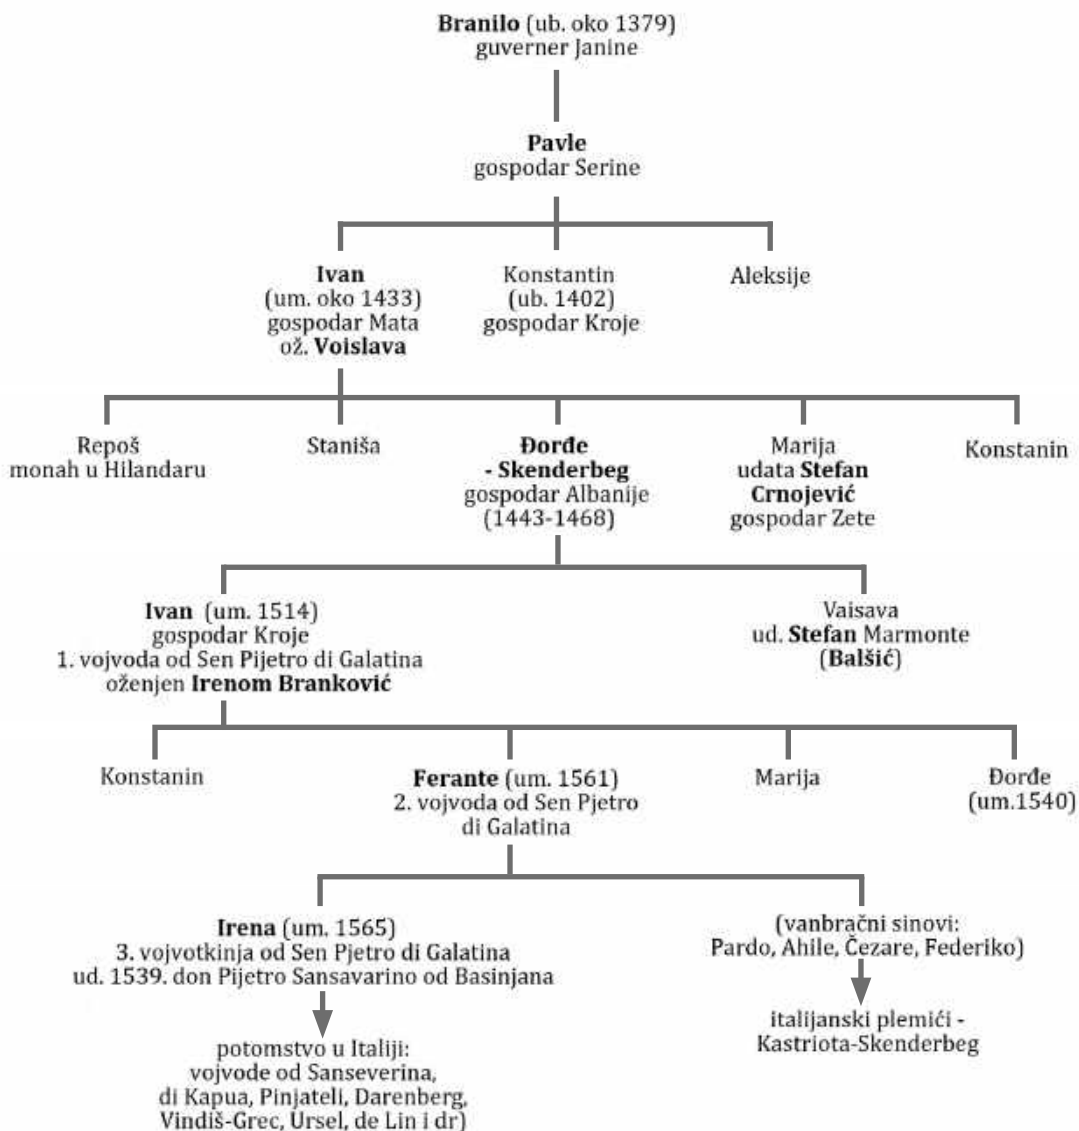 Branilo (ub. oko 1379)
guverner Janine
Pavle
gospodar Serine
Ivan
(um. oko 1433)
gospodar Mata
ož. Voislava
Konstantin
(ub. 1402)
gospodar Kroje
Aleksije
Repoš
monah u Hilandaru
Staniša
Đorđe
- Skenderbeg
gospodar Albanije
(1443-1468)
Marija
udata Stefan
Crnojević
gospodar Zete
Konstanin
Ivan (um. 1514)
gospodar Kroje
1. vojvoda od Sen Pijetro di Galatina
oženjen Irenom Branković
Vaisava
ud. Stefan Marmonte
(Balšić)
Konstanin
Ferante (um. 1561)
2. vojvoda od Sen Pjetro
di Galatina
Marija
Đorđe
(um.1540)
Irena (um. 1565)
3. vojvotkinja od Sen Pjetro di Galatina
ud. 1539. don Pijetro Sansavarino od Basinjana
(vanbračni sinovi:
Pardo, Ahile, Čezare, Federiko)
potomstvo u Italiji:
vojvode od Sanseverina,
di Kapua, Pinjateli, Darenberg,
Vindiš-Grec, Ursel, de Lin i dr)
italijanski plemići -
Kastriota-Skenderbeg